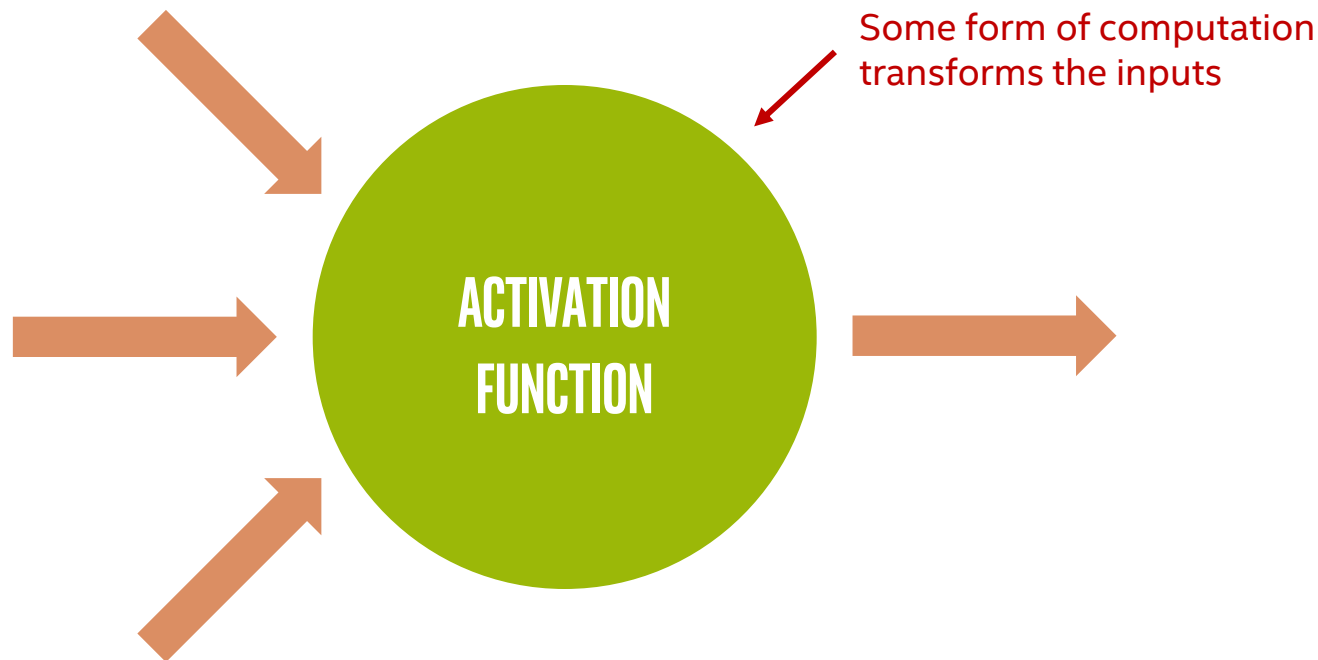 Some form of computation
transforms the inputs
ACTIVATION
FUNCTION